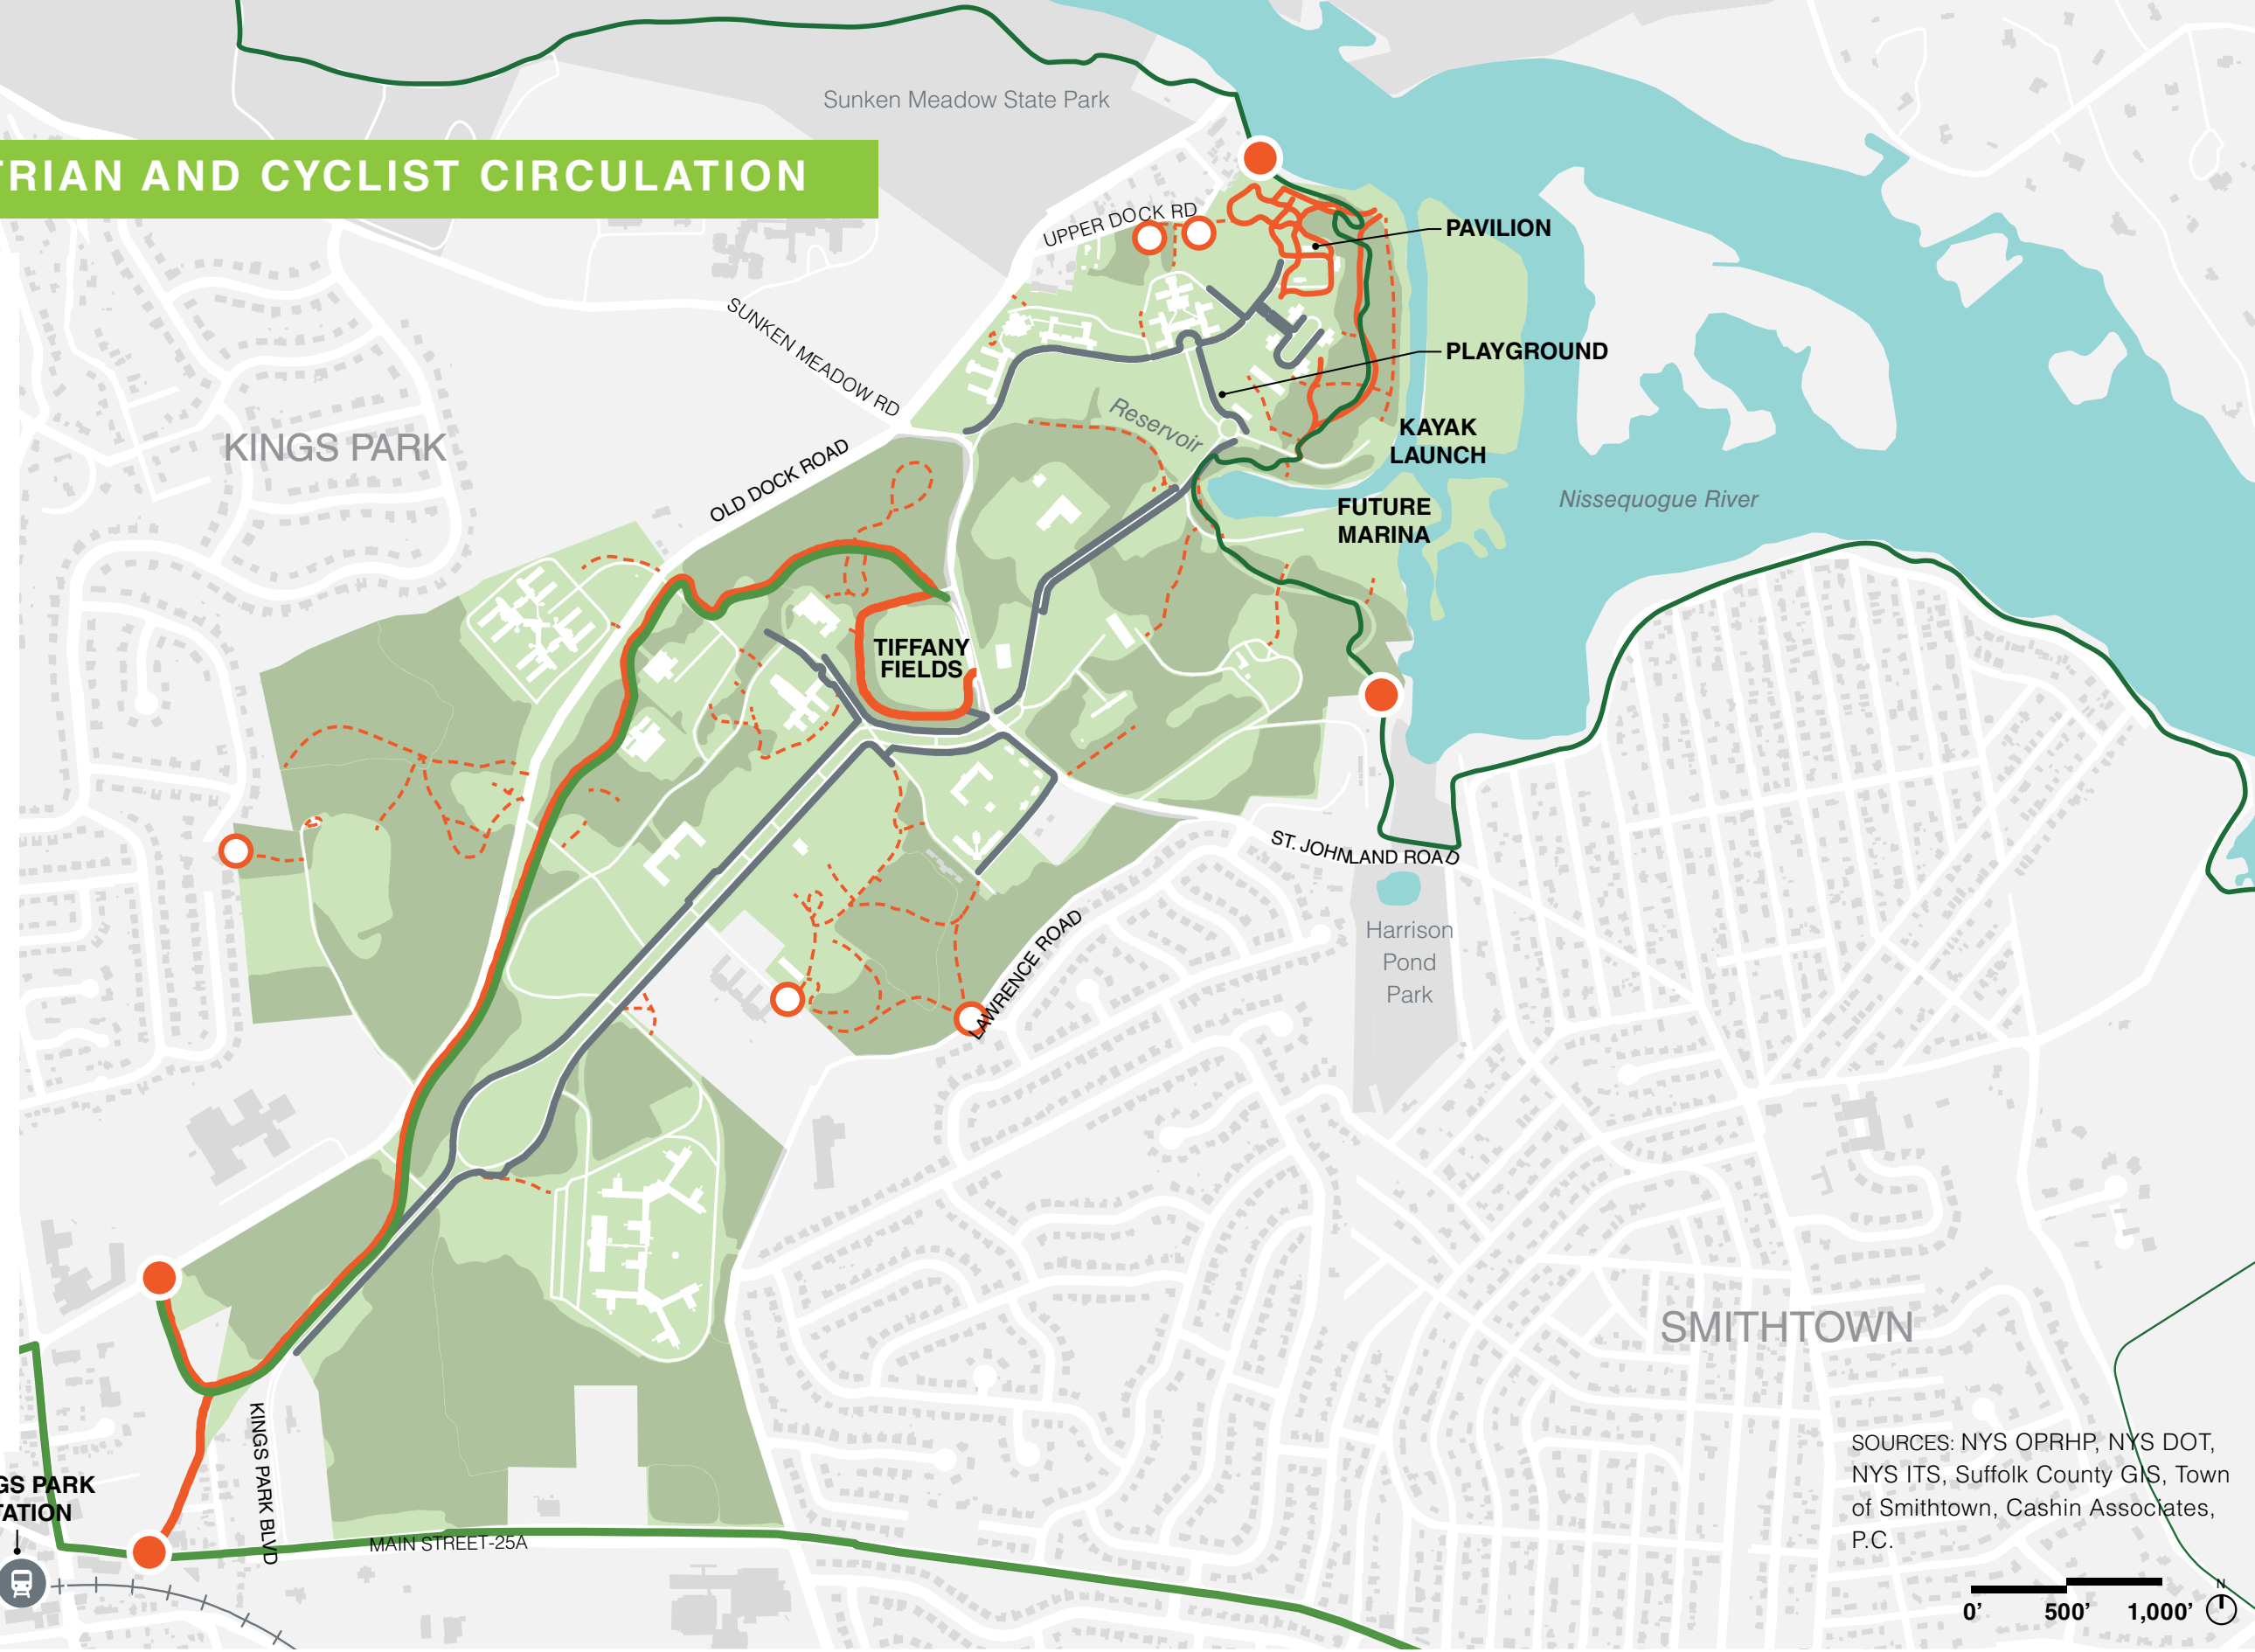 Sunken Meadow State Park
TRIAN AND CYCLIST CIRCULATION
UPPER DOCK RD
PAVILION
SUNKEN MEADOW RD
PLAYGROUND
Reservoir
KINGS PARK
KAYAK
LAUNCH
OLD DOCK ROAD
FUTURE
MARINA
Nissequogue River
TIFFANY
FIELDS
ST. JOHNLAND ROAD
LAWRENCE ROAD
Harrison
Pond
Park
SMITHTOWN
KINGS PARK BLVD
GS PARK
TATION
MAIN STREET-25A
SOURCES: NYS OPRHP, NYS DOT,
NYS ITS, Suffolk County GIS, Town
of Smithtown, Cashin Associates,
P.C.
N
0’ 500’ 1,000’